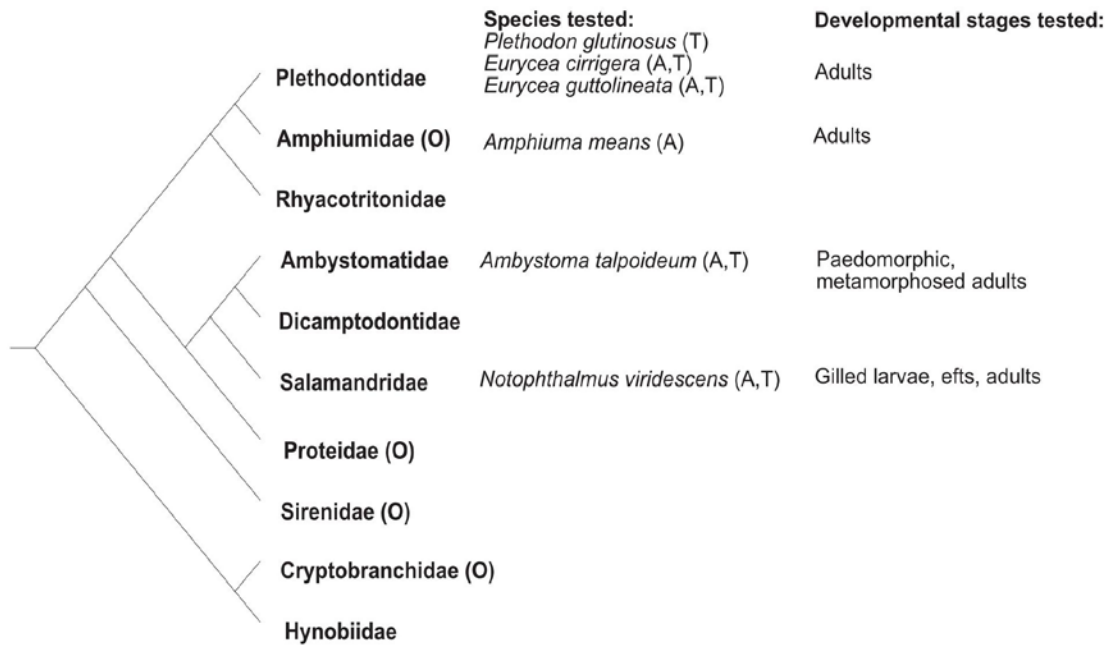 Species tested: Developmental stages tested:
Plethodon glutinosus (T)
Eurycea cirrigera (A,T)
Eurycea guttolineata (A,T)
Plethodontidae
Adults
Amphiumidae (O) Amphiuma means (A) Adults
Rhyacotritonidae
Ambystomatidae Ambystoma talpoideum (A,T) Paedomorphic,
metamorphosed adults
Dicamptodontidae
Salamandridae Notophthalmus viridescens (A,T) Gilled larvae, efts, adults
Proteidae (O)
Sirenidae (O)
Cryptobranchidae (O)
Hynobiidae